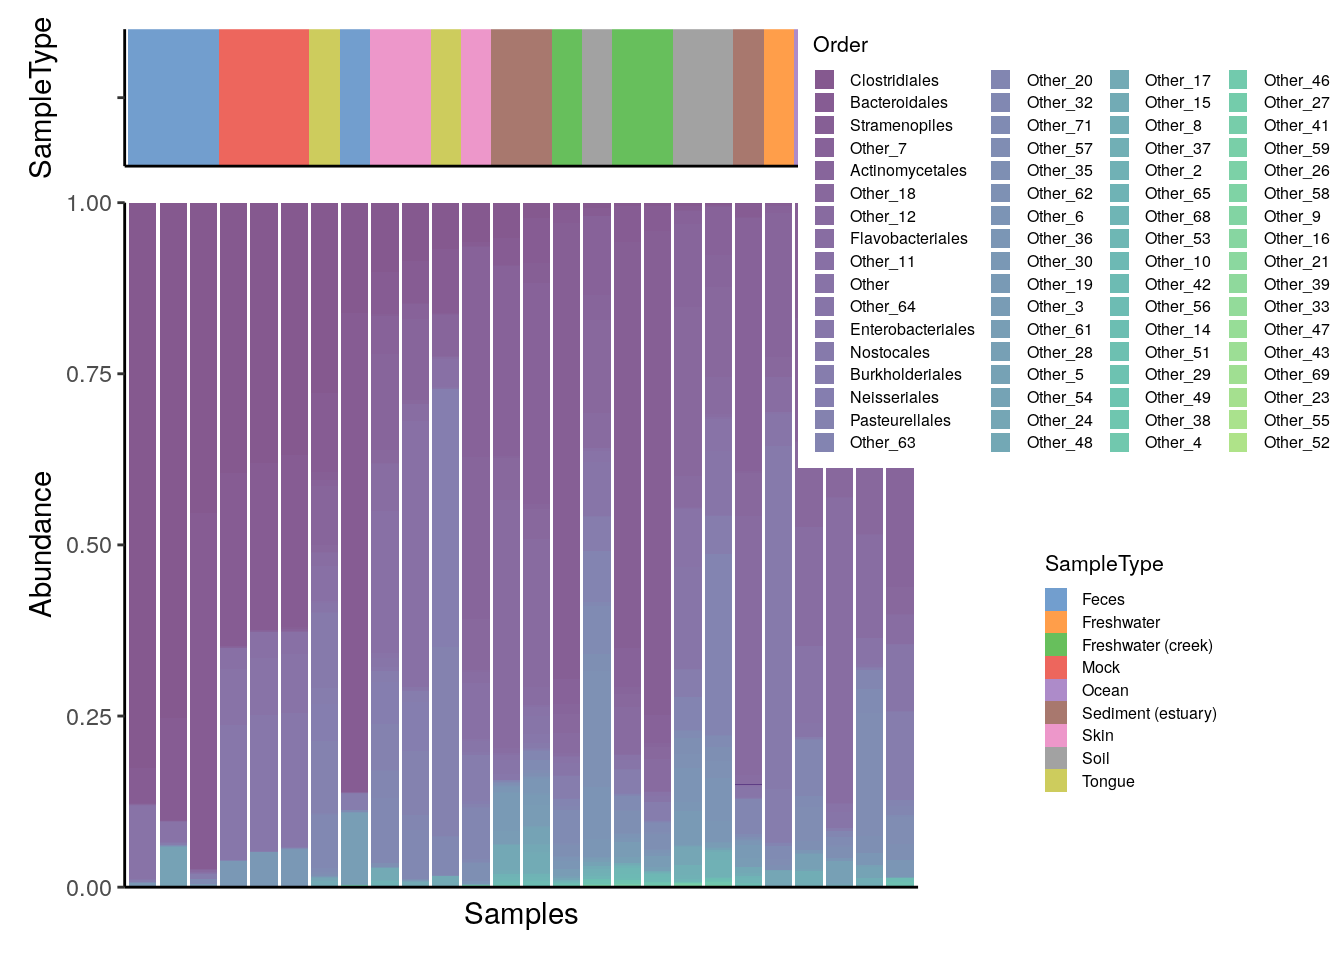 SampleType
Order
Clostridiales
Bacteroidales
Stramenopiles
Other_7
Actinomycetales
Other_18
Other_12
Flavobacteriales
Other_11
Other
Other_64
Enterobacteriales
Nostocales
Burkholderiales
Neisseriales
Pasteurellales
Other_63
Other_20
Other_32
Other_71
Other_57
Other_35
Other_62
Other_6
Other_36
Other_30
Other_19
Other_3
Other_61
Other_28
Other_5
Other_54
Other_24
Other_48
Other_17
Other_15
Other_8
Other_37
Other_2
Other_65
Other_68
Other_53
Other_10
Other_42
Other_56
Other_14
Other_51
Other_29
Other_49
Other_38
Other_4
Other_46
Other_27
Other_41
Other_59
Other_26
Other_58
Other_9
Other_16
Other_21
Other_39
Other_33
Other_47
Other_43
Other_69
Other_23
Other_55
Other_52
Abundance
1.00
0.75
0.50
0.25
0.00
Samples
SampleType
Feces
Freshwater
Freshwater (creek)
Mock
Ocean
Sediment (estuary)
Skin
Soil
Tongue